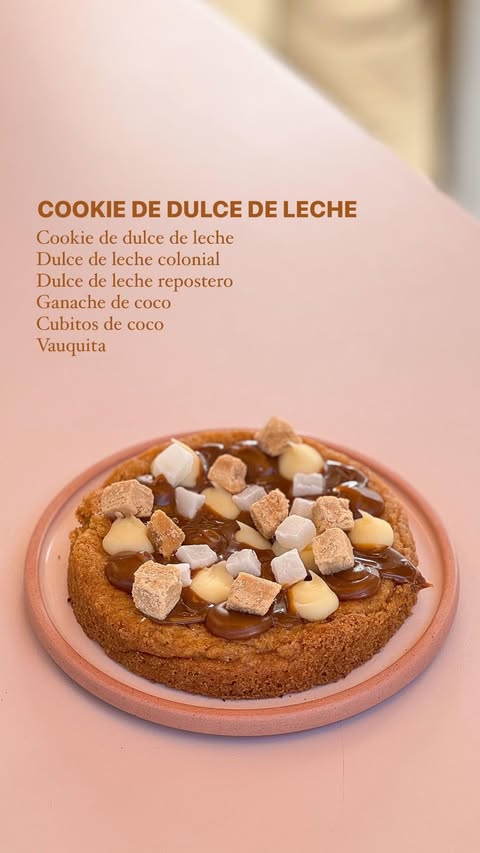 COOKIE DE DULCE DE LECHE
Cookie de dulce de leche
Dulce de leche colonial
Dulce de leche repostero
Ganache de coco
Cubitos de coco
Vauquita